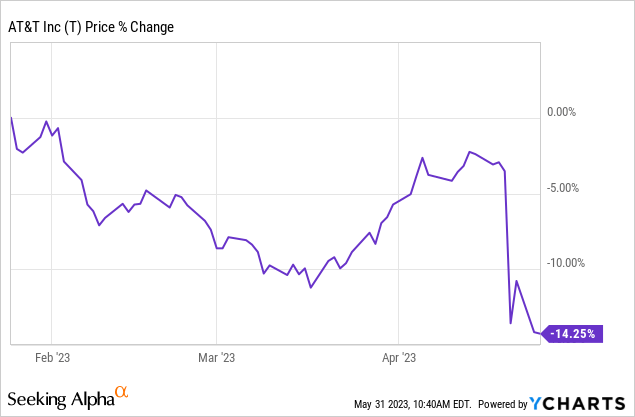 AT&T Inc (T) Price % Change
0.00%
-5.00%
-10.00%
-14.25%
Feb '23
Mar '23
Apr '23
Seeking Alpha α
May 31 2023, 10:40AM EDT. Powered by YCHARTS